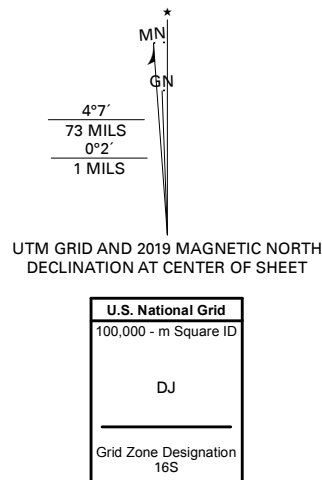 ★
MN
GN
4°7´
73 MILS
0°2´
1 MILS
UTM GRID AND 2019 MAGNETIC NORTH
DECLINATION AT CENTER OF SHEET
U.S. National Grid
100,000 - m Square ID
DJ
Grid Zone Designation
16S